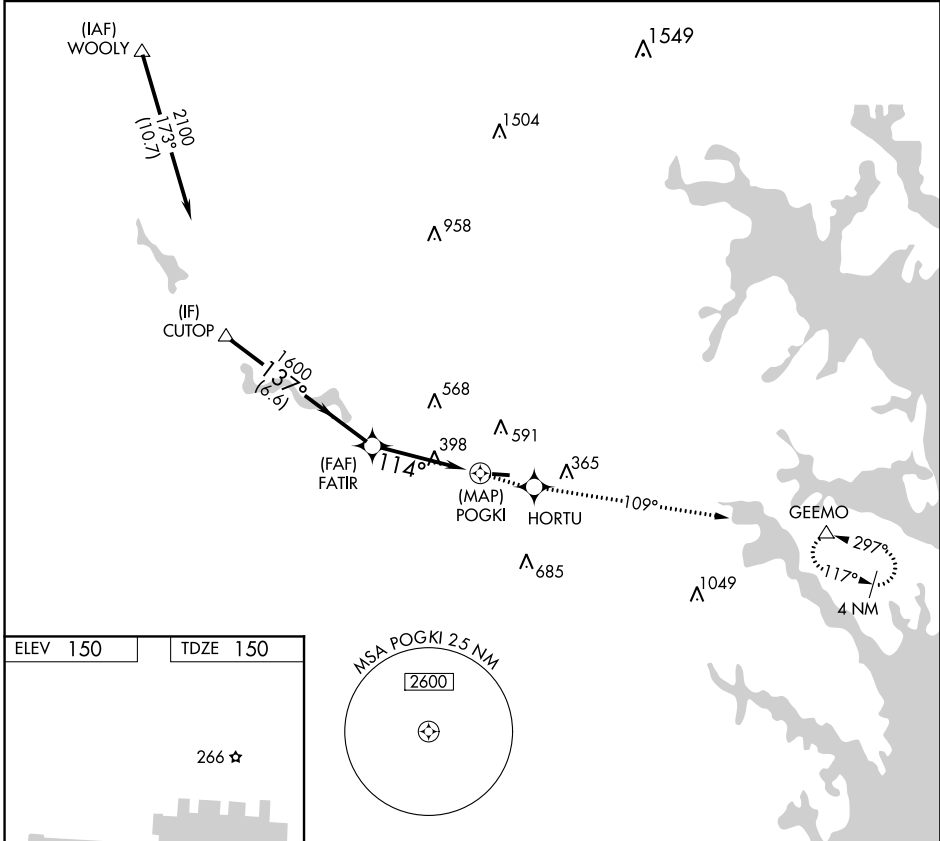 (IAF)
WOOLY
1549
2100
173°
(10.7)
1504
958
(IF)
CUTOP
1600
137°
(6.6)
568
591
398
114°
365
(FAF)
FATIR
(MAP)
POGKI
HORTU
109°
GEEMO
297°
117°
4 NM
685
1049
ELEV 150
TDZE 150
MSA POGKI 25 NM
2600
266